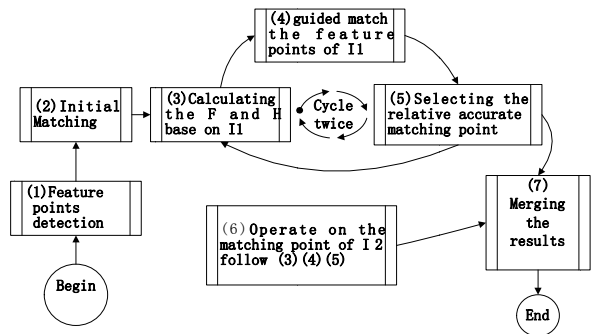 (4)guided match
the feature
points of I1
(2)Initial
Matching
(3)Calculating
the F and H
base on I1
Cycle
twice
(5)Selecting the
relative accurate
matching point
(1)Feature
points
detection
(6)Operate on the
matching point of I2
follow (3)(4)(5)
(7)
Merging
the
results
Begin
End